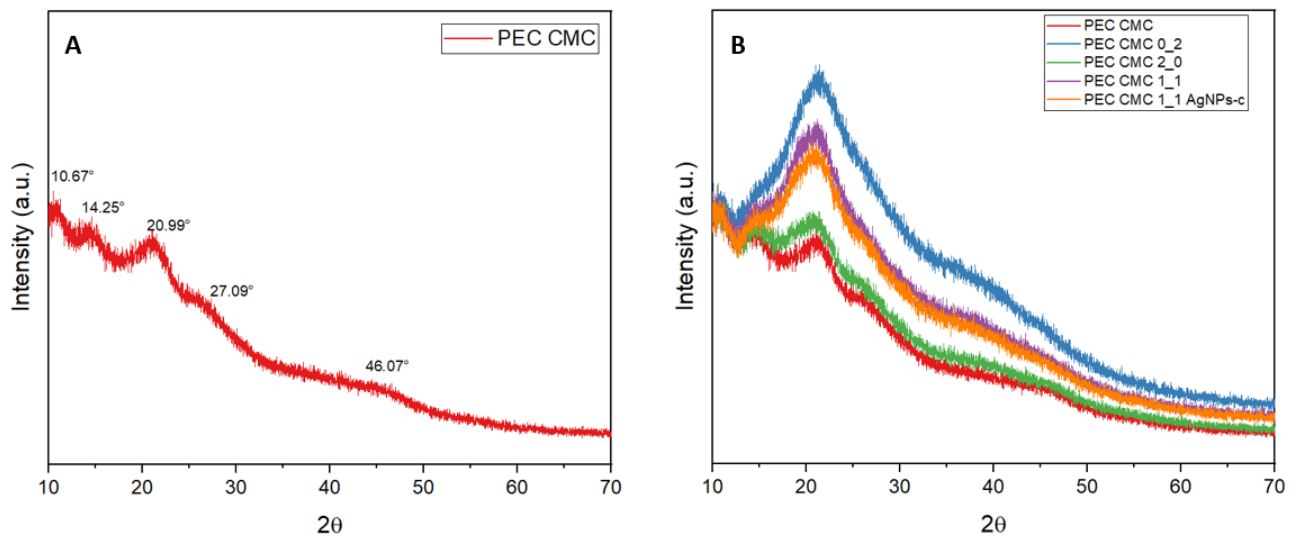 A
PEC CMC
10.67°
14.25°
20.99°
27.09°
46.07°
Intensity (a.u.)
10 20 30 40 50 60 70
2θ
B
PEC CMC
PEC CMC 0_2
PEC CMC 2_0
PEC CMC 1_1
PEC CMC 1_1 AgNPs-c
Intensity (a.u.)
10 20 30 40 50 60 70
2θ